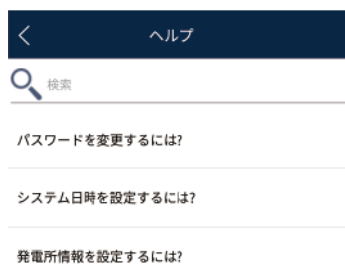 ヘルプ
検索
パスワードを変更するには?
システム日時を設定するには?
発電所情報を設定するには?